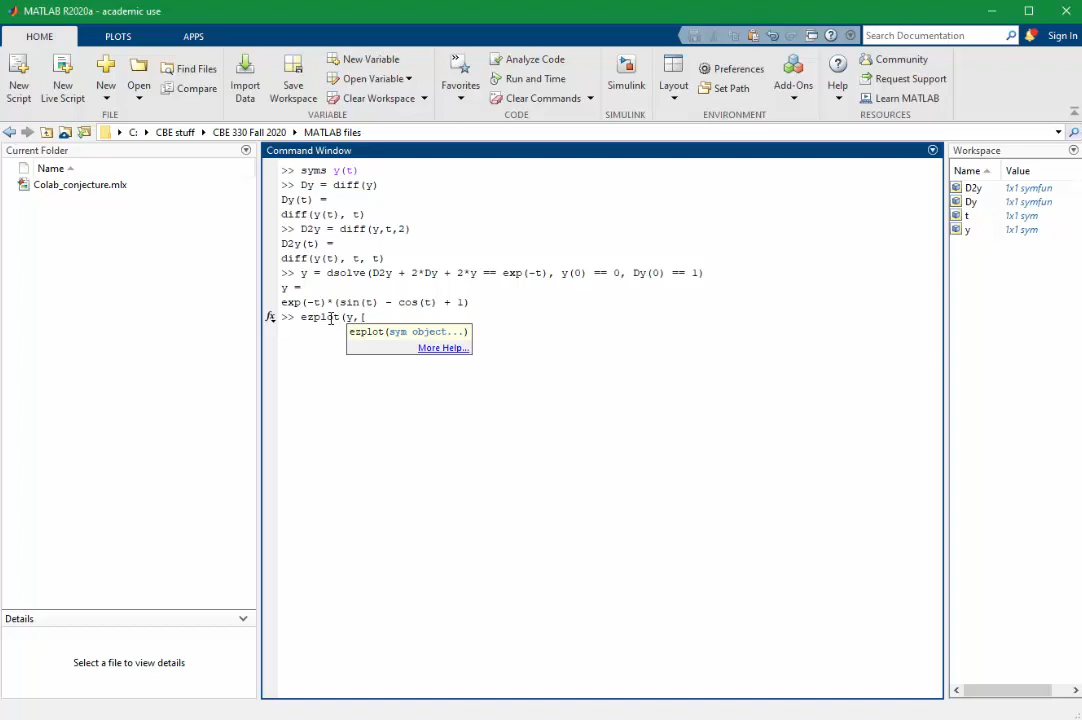 MATLAB R2020a - academic use
HOME PLOTS APPS
Search Documentation
Sign In
New Script
New Live Script
New
Open
Find Files
Compare
FILE
Import Data
Save Workspace
New Variable
Open Variable
Clear Workspace
VARIABLE
Favorites
Analyze Code
Run and Time
Clear Commands
CODE
Simulink
SIMULINK
Layout
Preferences
Set Path
Add-Ons
ENVIRONMENT
Help
Community
Request Support
Learn MATLAB
RESOURCES
C: CBE stuff CBE 330 Fall 2020 MATLAB files
Current Folder
Name
Colab_conjecture.mlx
Details
Select a file to view details
Command Window
>> syms y(t)
>> Dy = diff(y)
Dy(t) =
diff(y(t), t)
>> D2y = diff(y,t,2)
D2y(t) =
diff(y(t), t, t)
>> y = dsolve(D2y + 2*Dy + 2*y == exp(-t), y(0) == 0, Dy(0) == 1)
y =
exp(-t)*(sin(t) - cos(t) + 1)
fx >> ezplot(y,[
ezplot(sym object...)
More Help...
Workspace
Name Value
D2y 1x1 symfun
Dy 1x1 symfun
t 1x1 sym
y 1x1 sym